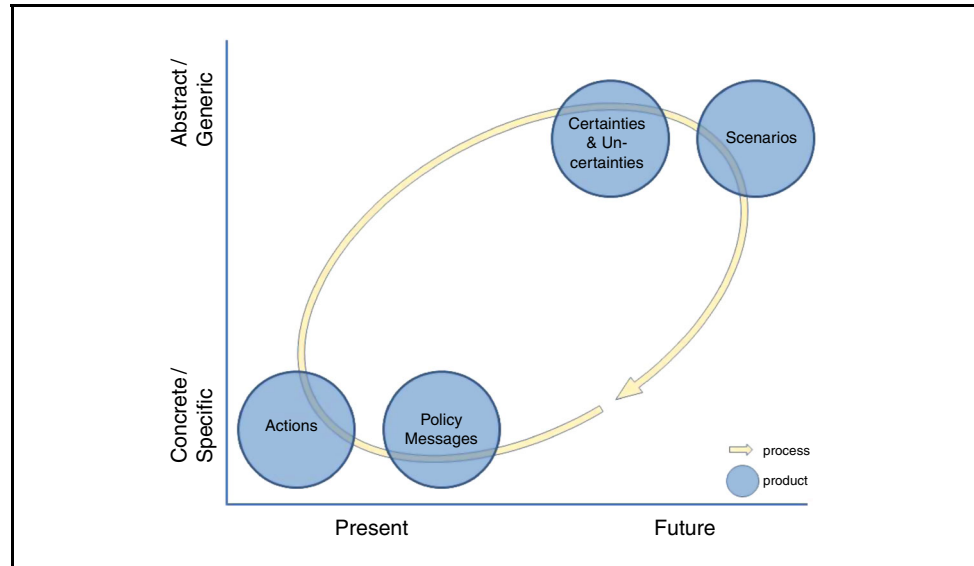 Abstract /
Generic
Certainties
& Un-
certainties
Scenarios
Concrete/
Specific
Actions
Policy
Messages
process
product
Present
Future